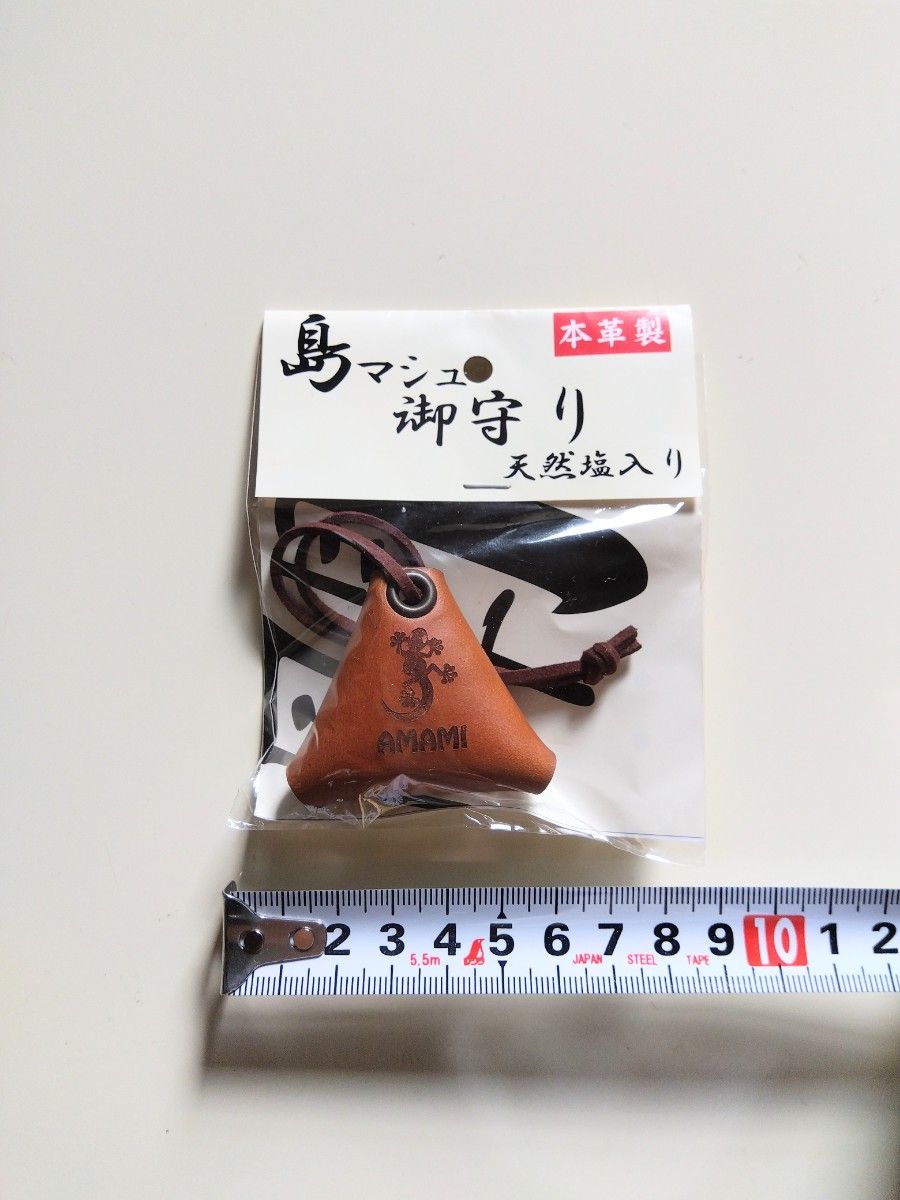 本革製
島マシュ
御守り
天然塩入り
AMAMI
2 3 4 5 6 7 8 9 10 1 2
5.5m JAPAN STEEL TAPE